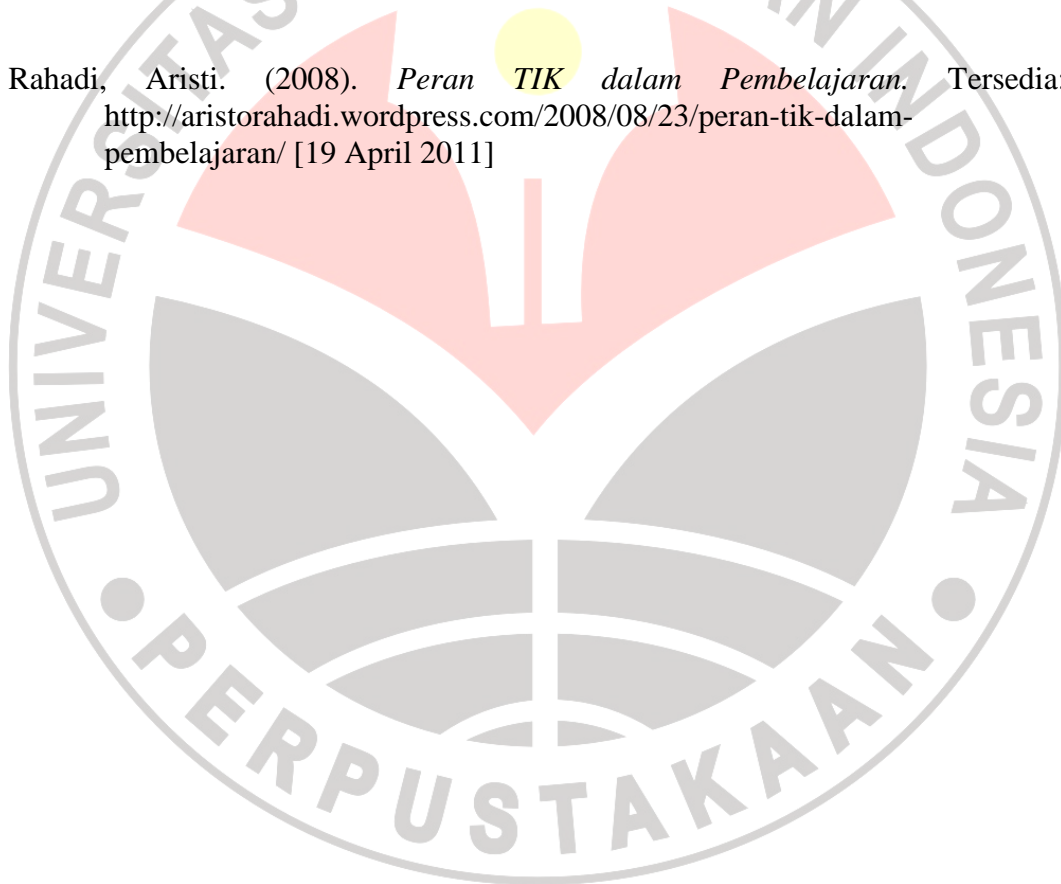 Rahadi, Aristi. (2008). Peran TIK dalam Pembelajaran. Tersedia:
http://aristorahadi.wordpress.com/2008/08/23/peran-tik-dalam-
pembelajaran/ [19 April 2011]
UNIVERSITAS
AN INDONESIA
PERPUSTAKAAN